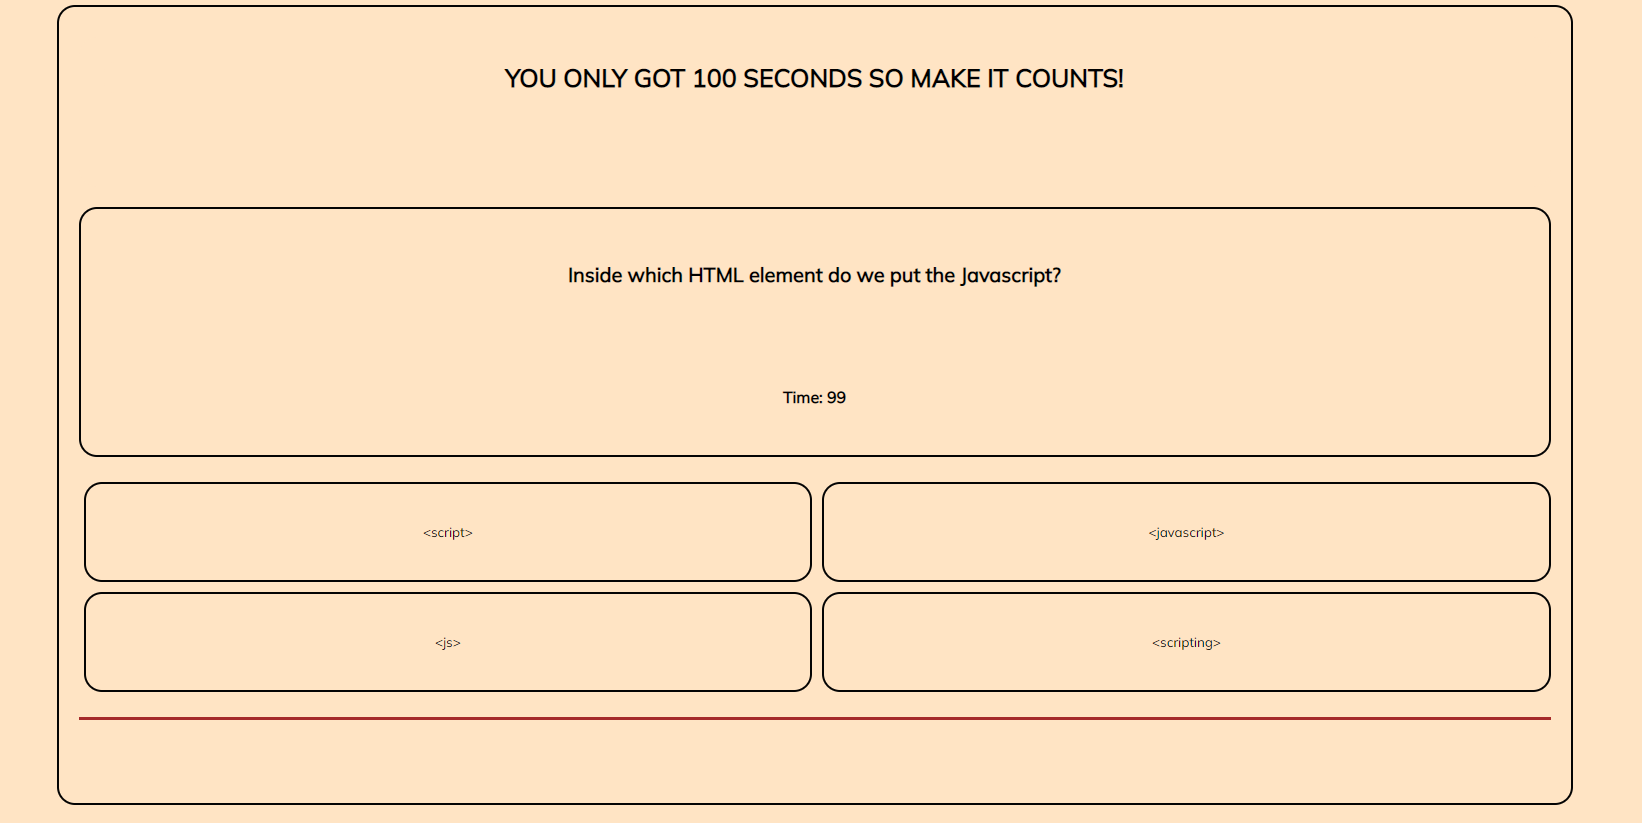 YOU ONLY GOT 100 SECONDS SO MAKE IT COUNTS!
Inside which HTML element do we put the Javascript?
Time: 99
<script>
<javascript>
<js>
<scripting>